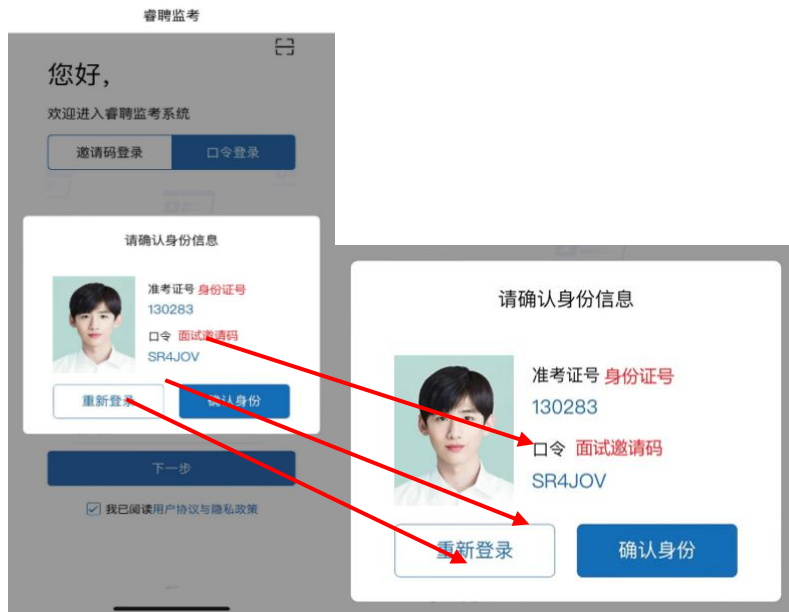 睿聘监考
您好，
欢迎进入睿聘监考系统
邀请码登录 口令登录
请确认身份信息
准考证号 身份证号
130283
口令 面试邀请码
SR4JOV
重新登录 确认身份
下一步
我已阅读用户协议与隐私政策
请确认身份信息
准考证号 身份证号
130283
口令 面试邀请码
SR4JOV
重新登录 确认身份